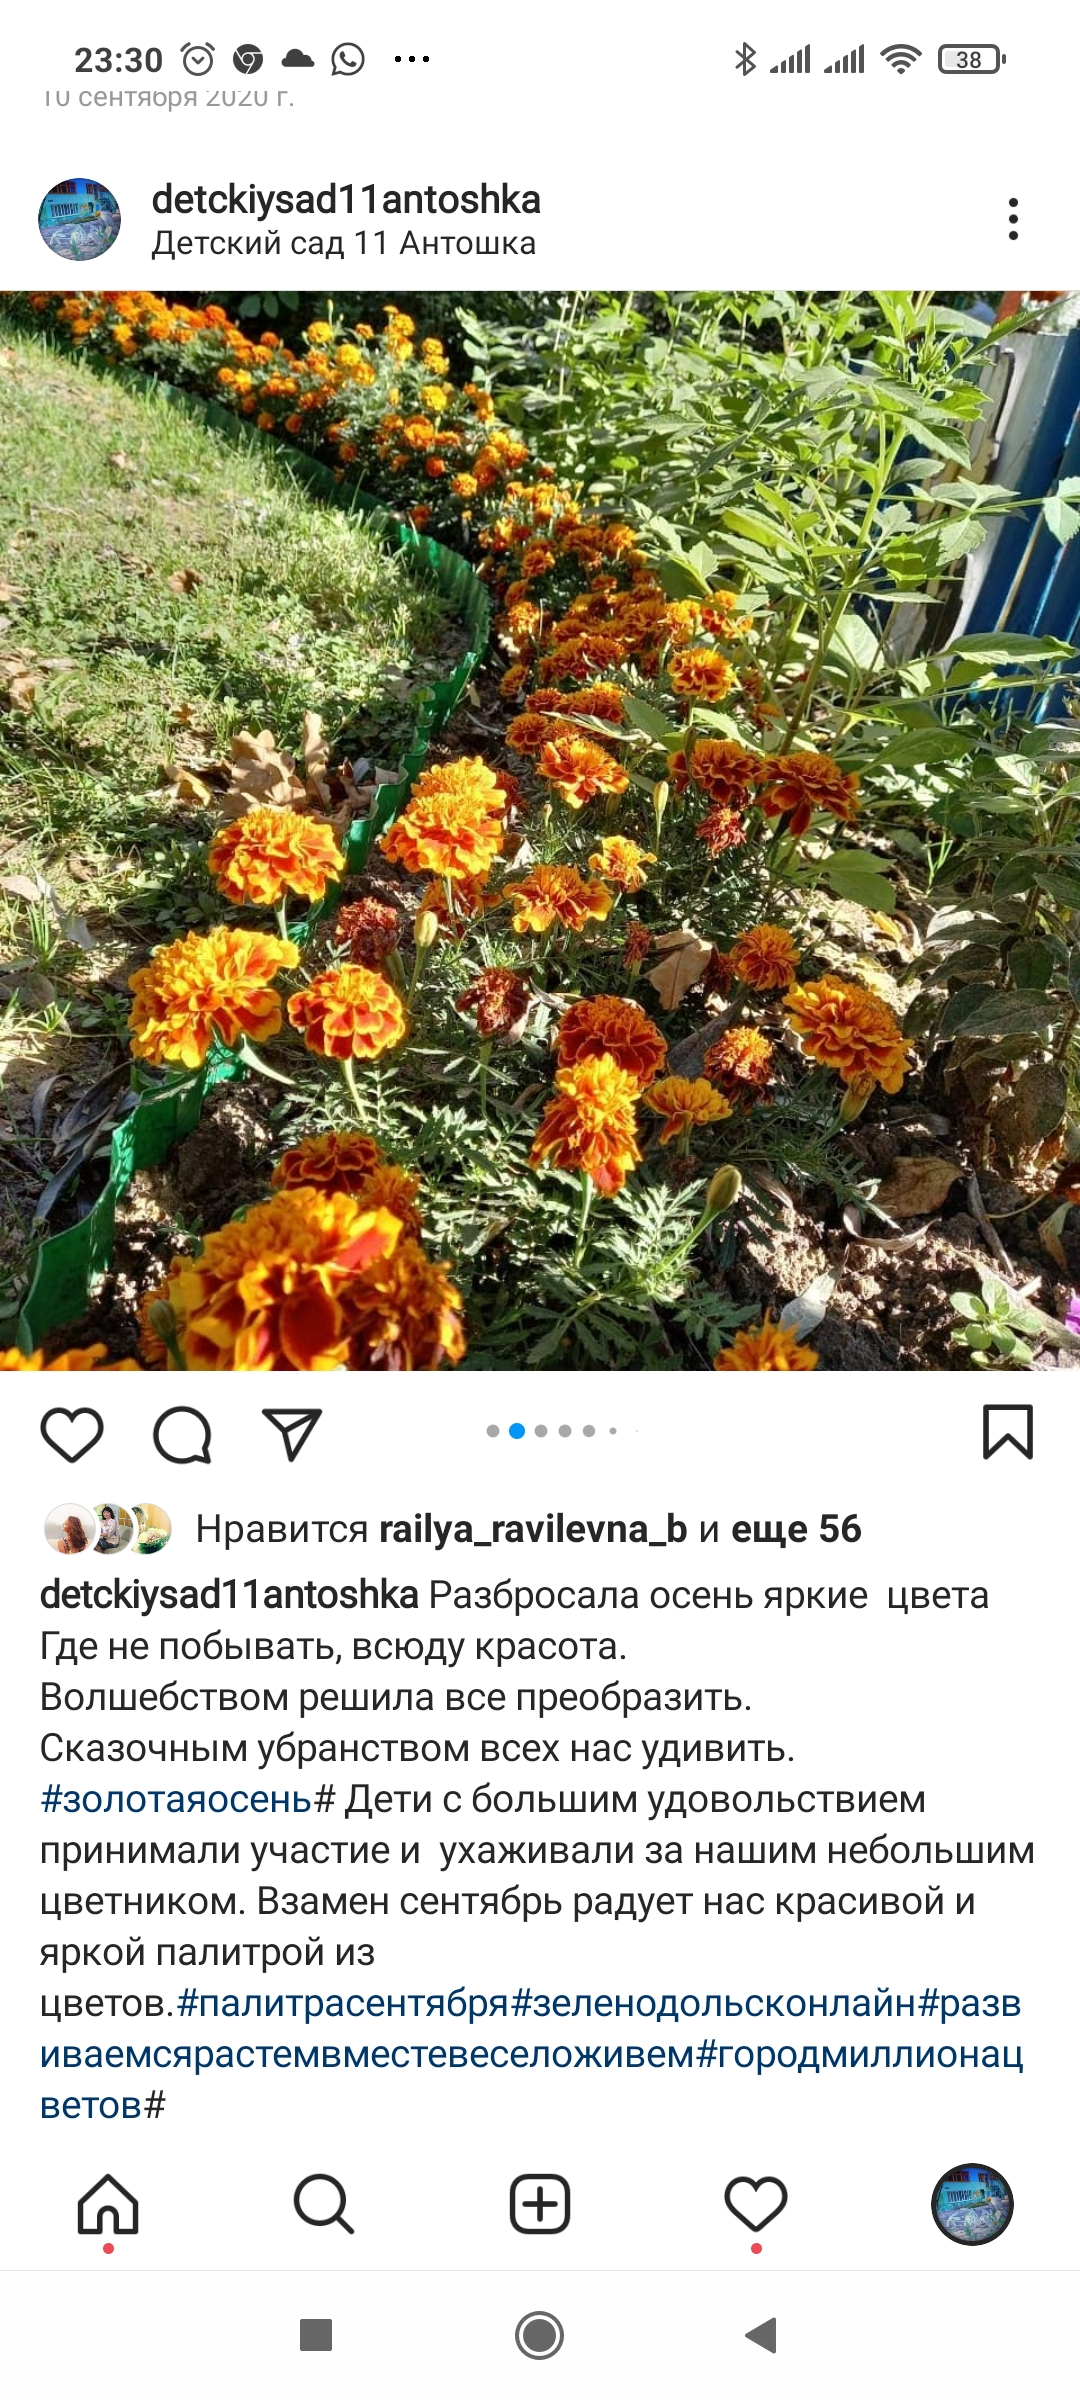 23:30
38
10 сентября 2020 г.
detckiysad11antoshka
Детский сад 11 Антошка
Нравится railya_ravilevna_b и еще 56
detckiysad11antoshka Разбросала осень яркие  цвета
Где не побывать, всюду красота.
Волшебством решила все преобразить.
Сказочным убранством всех нас удивить.
#золотаяосень# Дети с большим удовольствием
принимали участие и  ухаживали за нашим небольшим
цветником. Взамен сентябрь радует нас красивой и
яркой палитрой из
цветов.#палитрасентября#зеленодольсконлайн#разв
иваемсярастемвместевеселоживем#городмиллионац
ветов#